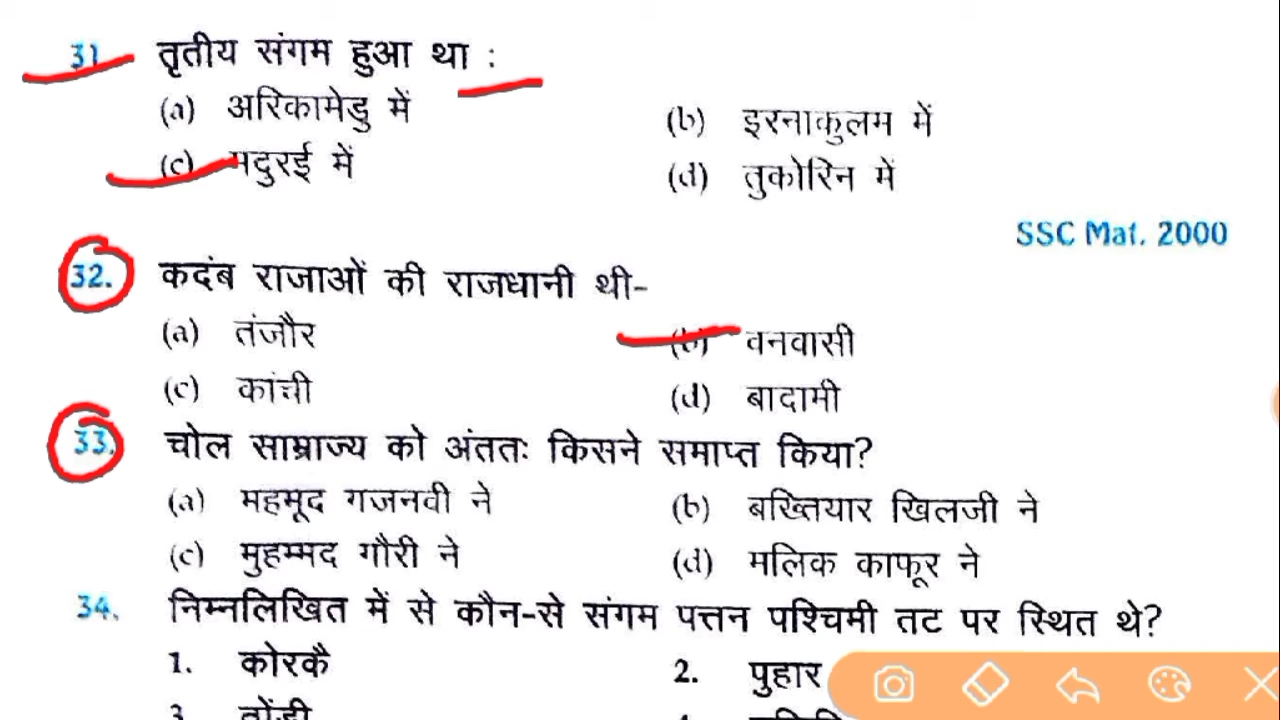 31. तृतीय संगम हुआ था :
(a) अरिकामेडु में (b) इरनाकुलम में
(c) मदुरई में (d) तुकोरिन में
SSC Mat. 2000
32. कदंब राजाओं की राजधानी थी-
(a) तंजौर (b) वनवासी
(c) कांची (d) बादामी
33. चोल साम्राज्य को अंततः किसने समाप्त किया?
(a) महमूद गजनवी ने (b) बख्तियार खिलजी ने
(c) मुहम्मद गौरी ने (d) मलिक काफूर ने
34. निम्नलिखित में से कौन-से संगम पत्तन पश्चिमी तट पर स्थित थे?
1. कोरकै 2. पुहार
3. तोंडी